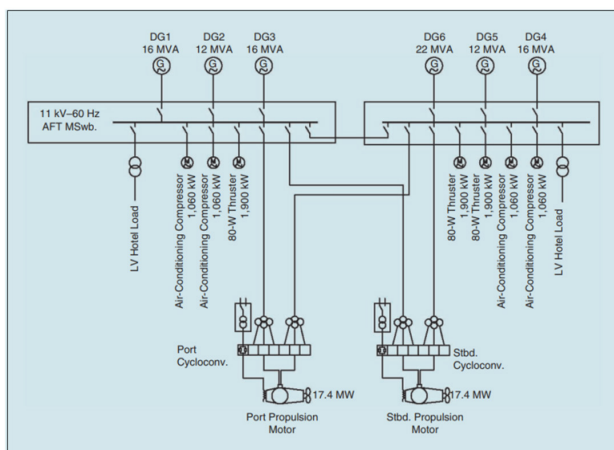 DG1
16 MVA
DG2
12 MVA
DG3
16 MVA
DG6
22 MVA
DG5
12 MVA
DG4
16 MVA
G
G
G
G
G
G
11 kV–60 Hz
AFT MSwb.
LV Hotel Load
Air-Conditioning Compressor
1,060 kW
Air-Conditioning Compressor
1,060 kW
80-W Thruster
1,900 kW
80-W Thruster
1,900 kW
80-W Thruster
1,900 kW
Air-Conditioning Compressor
1,060 kW
Air-Conditioning Compressor
1,060 kW
LV Hotel Load
Port
Cycloconv.
Stbd.
Cycloconv.
17.4 MW
17.4 MW
Port Propulsion
Motor
Stbd. Propulsion
Motor